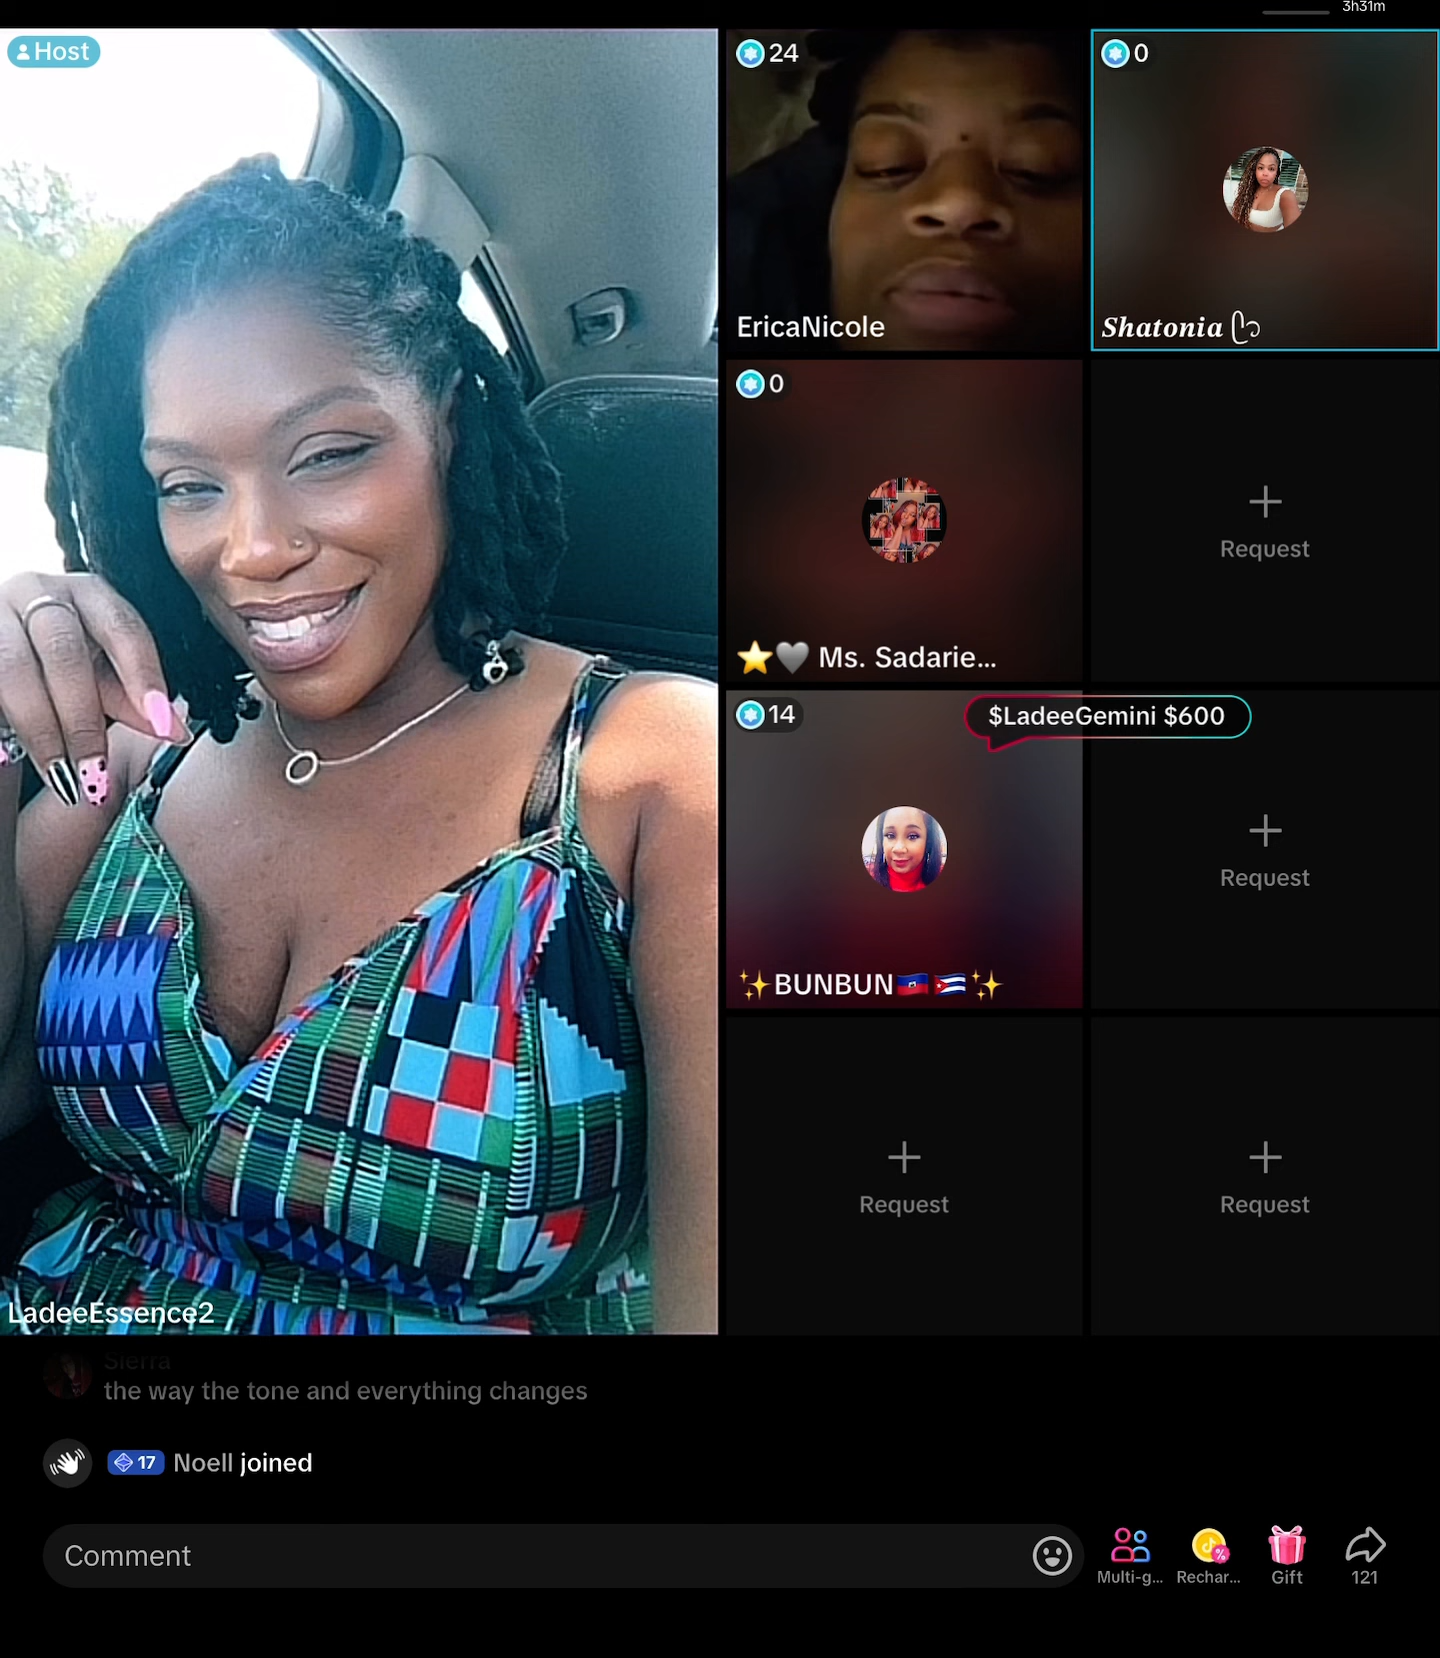 3h31m
Host
24
0
EricaNicole
Shatonia
0
⭐🩶 Ms. Sadarie...
+
Request
14
$LadeeGemini $600
✨BUNBUN🇭🇹🇨🇺✨
+
Request
LadeeEssence2
+
Request
+
Request
Sierra
the way the tone and everything changes
17 Noell joined
Comment
Multi-g...
Rechar...
Gift
121